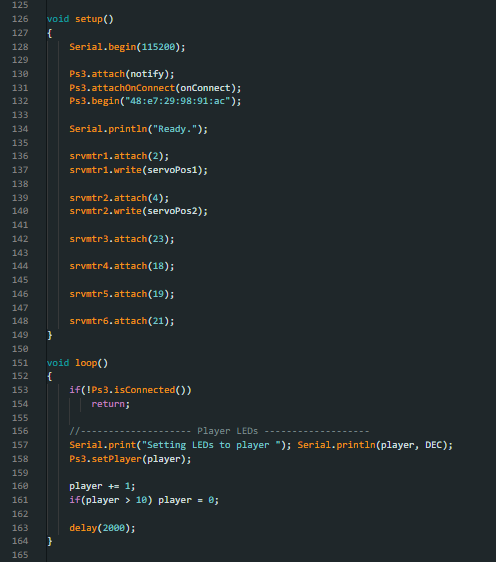 125
126 void setup()
127 {
128 Serial.begin(115200);
129
130 Ps3.attach(notify);
131 Ps3.attachOnConnect(onConnect);
132 Ps3.begin("48:e7:29:98:91:ac");
133
134 Serial.println("Ready.");
135
136 srvmtr1.attach(2);
137 srvmtr1.write(servoPos1);
138
139 srvmtr2.attach(4);
140 srvmtr2.write(servoPos2);
141
142 srvmtr3.attach(23);
143
144 srvmtr4.attach(18);
145
146 srvmtr5.attach(19);
147
148 srvmtr6.attach(21);
149 }
150
151 void loop()
152 {
153 if(!Ps3.isConnected())
154 return;
155
156 //-------------------- Player LEDs -------------------
157 Serial.print("Setting LEDs to player "); Serial.println(player, DEC);
158 Ps3.setPlayer(player);
159
160 player += 1;
161 if(player > 10) player = 0;
162
163 delay(2000);
164 }
165